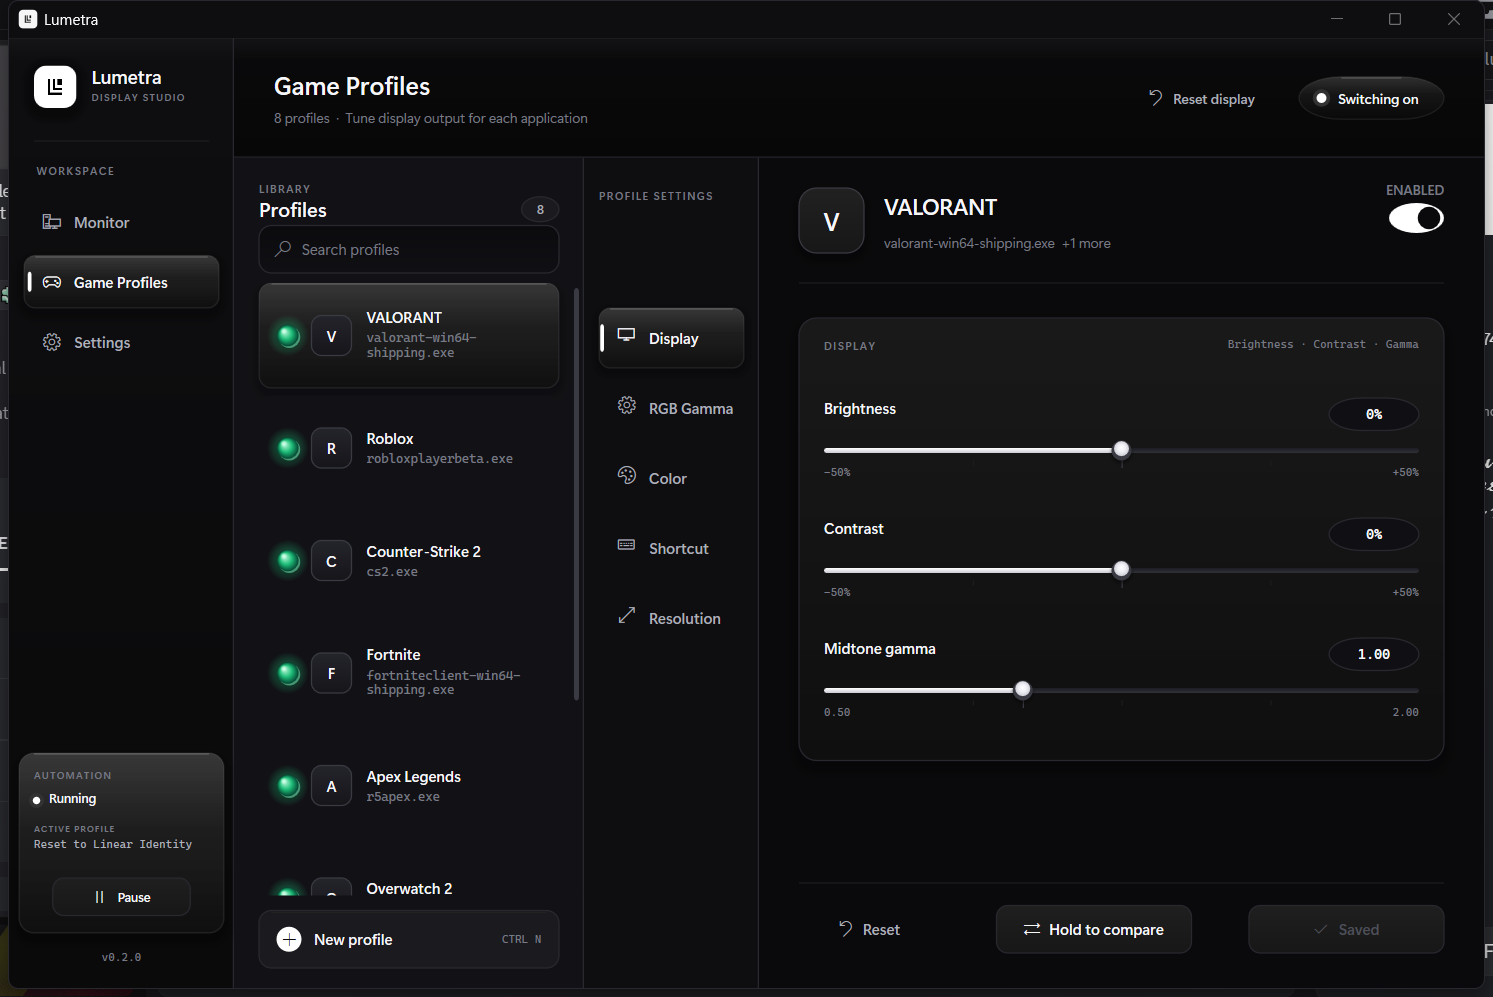 Lumetra
Lumetra
DISPLAY STUDIO
WORKSPACE
Monitor
Game Profiles
Settings
AUTOMATION
Running
ACTIVE PROFILE
Reset to Linear Identity
Pause
v0.2.0
Game Profiles
8 profiles · Tune display output for each application
Reset display
Switching on
LIBRARY
Profiles
8
Search profiles
V
VALORANT
valorant-win64-
shipping.exe
R
Roblox
robloxplayerbeta.exe
C
Counter-Strike 2
cs2.exe
F
Fortnite
fortniteclient-win64-
shipping.exe
A
Apex Legends
r5apex.exe
Overwatch 2
New profile
CTRL N
PROFILE SETTINGS
Display
RGB Gamma
Color
Shortcut
Resolution
V
VALORANT
valorant-win64-shipping.exe +1 more
ENABLED
DISPLAY
Brightness · Contrast · Gamma
Brightness
0%
−50%
+50%
Contrast
0%
−50%
+50%
Midtone gamma
1.00
0.50
2.00
Reset
Hold to compare
Saved